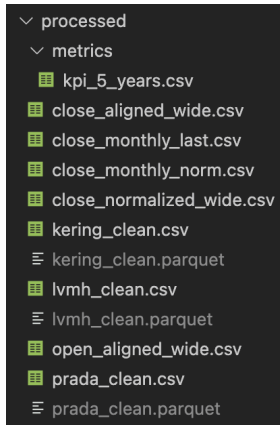 processed
metrics
kpi_5_years.csv
close_aligned_wide.csv
close_monthly_last.csv
close_monthly_norm.csv
close_normalized_wide.csv
kering_clean.csv
kering_clean.parquet
lvmh_clean.csv
lvmh_clean.parquet
open_aligned_wide.csv
prada_clean.csv
prada_clean.parquet